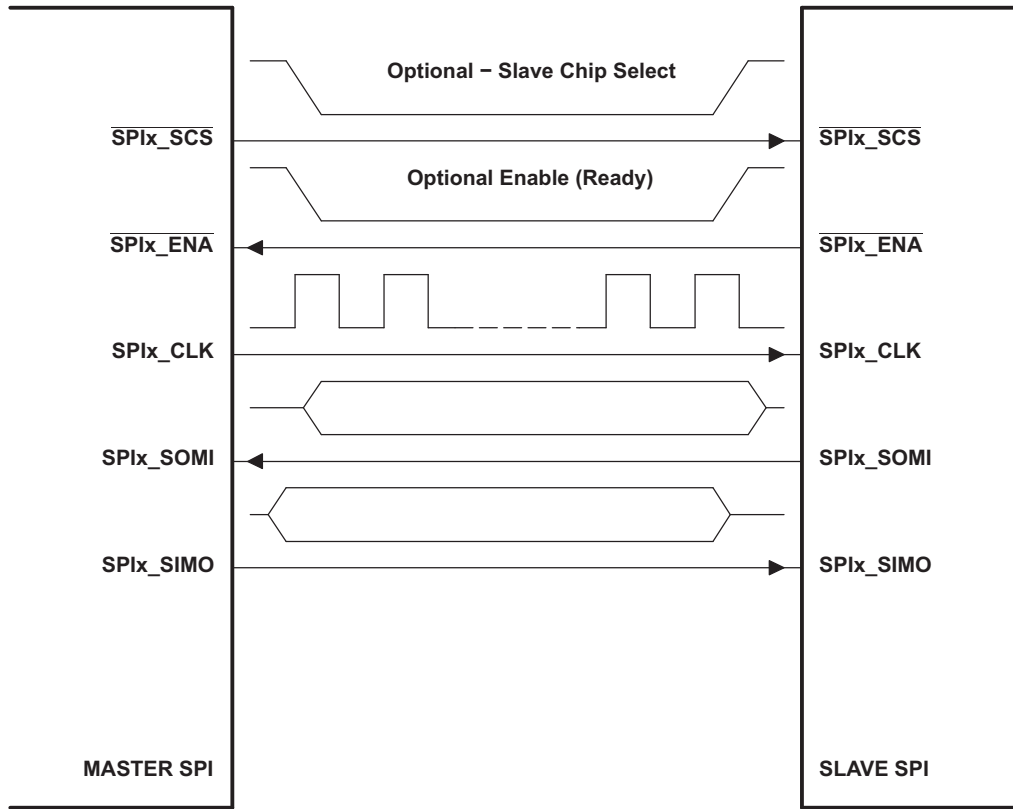 Optional − Slave Chip Select
SPIx_SCS SPIx_SCS
Optional Enable (Ready)
SPIx_ENA SPIx_ENA
SPIx_CLK SPIx_CLK
SPIx_SOMI SPIx_SOMI
SPIx_SIMO SPIx_SIMO
MASTER SPI SLAVE SPI